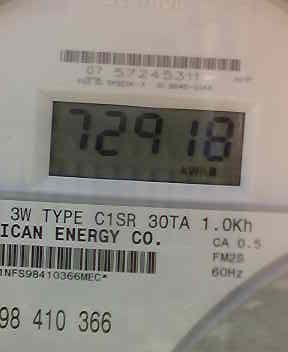 07 57245311
72918
kWh
3W TYPE C1SR 30TA 1.0Kh
ICAN ENERGY CO.
CA 0.5
FM2S
60Hz
1NFS98410366MEC*
98 410 366